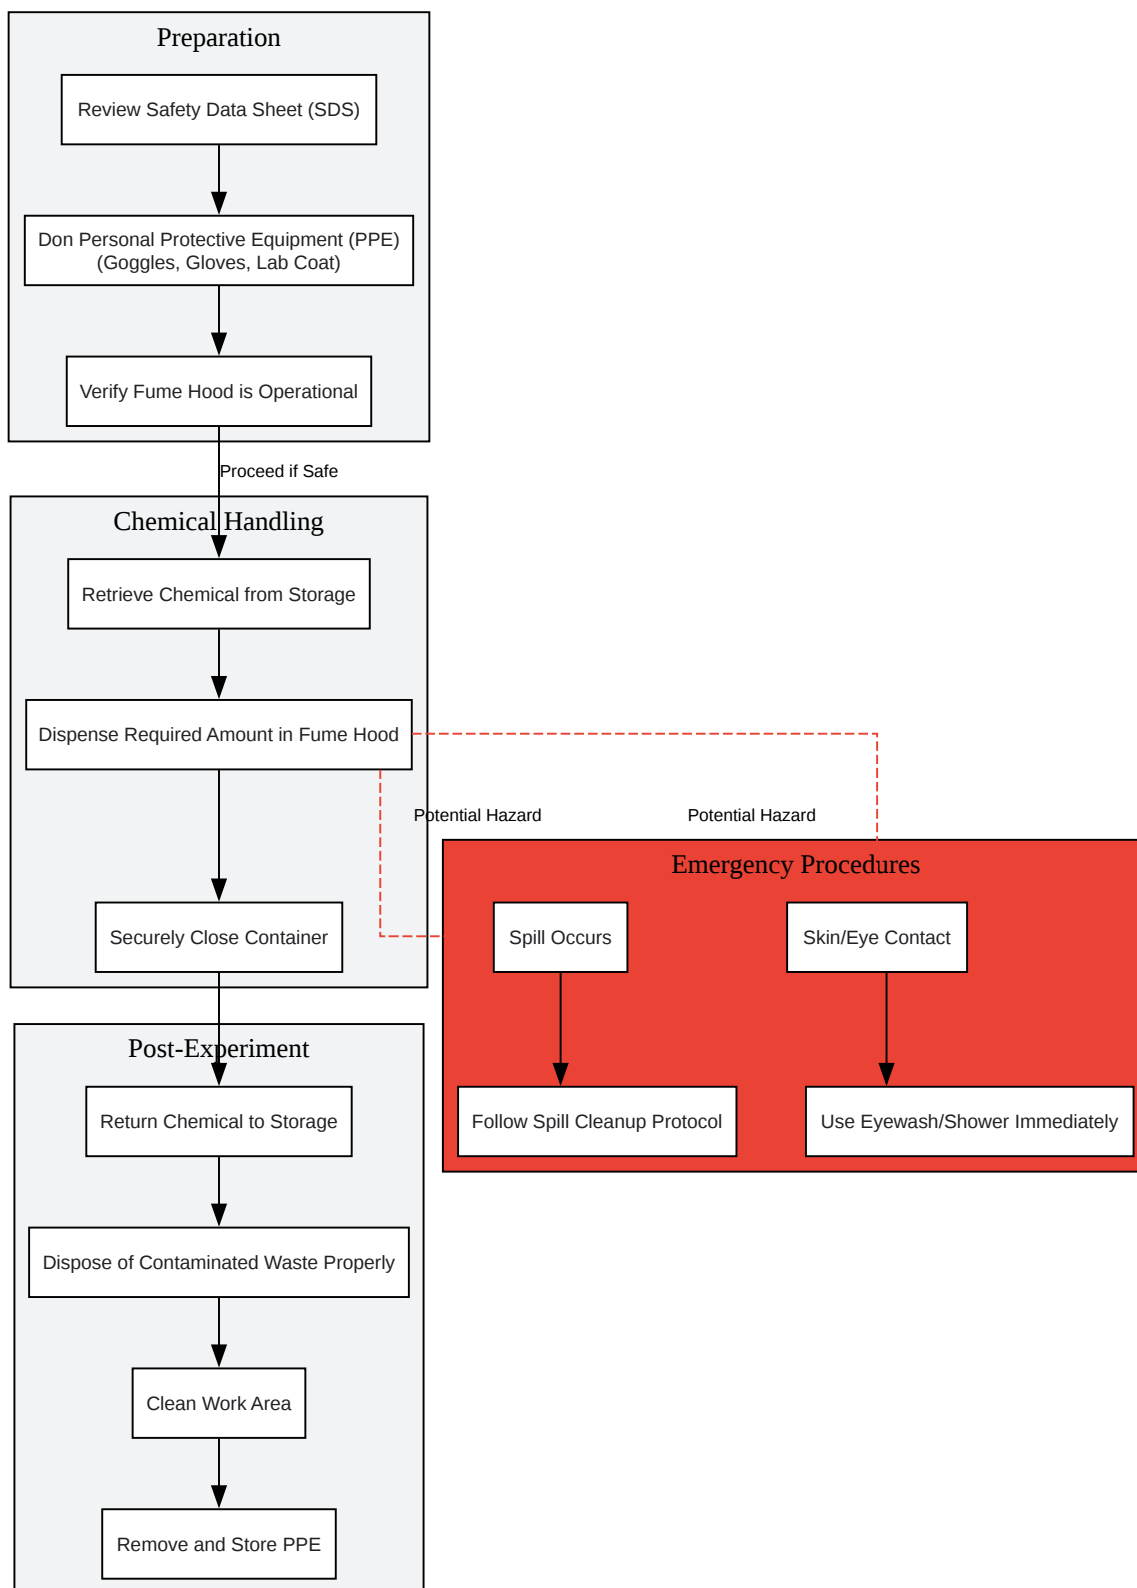 Preparation
Review Safety Data Sheet (SDS)
Don Personal Protective Equipment (PPE)
(Goggles, Gloves, Lab Coat)
Verify Fume Hood is Operational
Proceed if Safe
Chemical Handling
Retrieve Chemical from Storage
Dispense Required Amount in Fume Hood
Potential Hazard
Potential Hazard
Securely Close Container
Emergency Procedures
Spill Occurs
Skin/Eye Contact
Follow Spill Cleanup Protocol
Use Eyewash/Shower Immediately
Post-Experiment
Return Chemical to Storage
Dispose of Contaminated Waste Properly
Clean Work Area
Remove and Store PPE